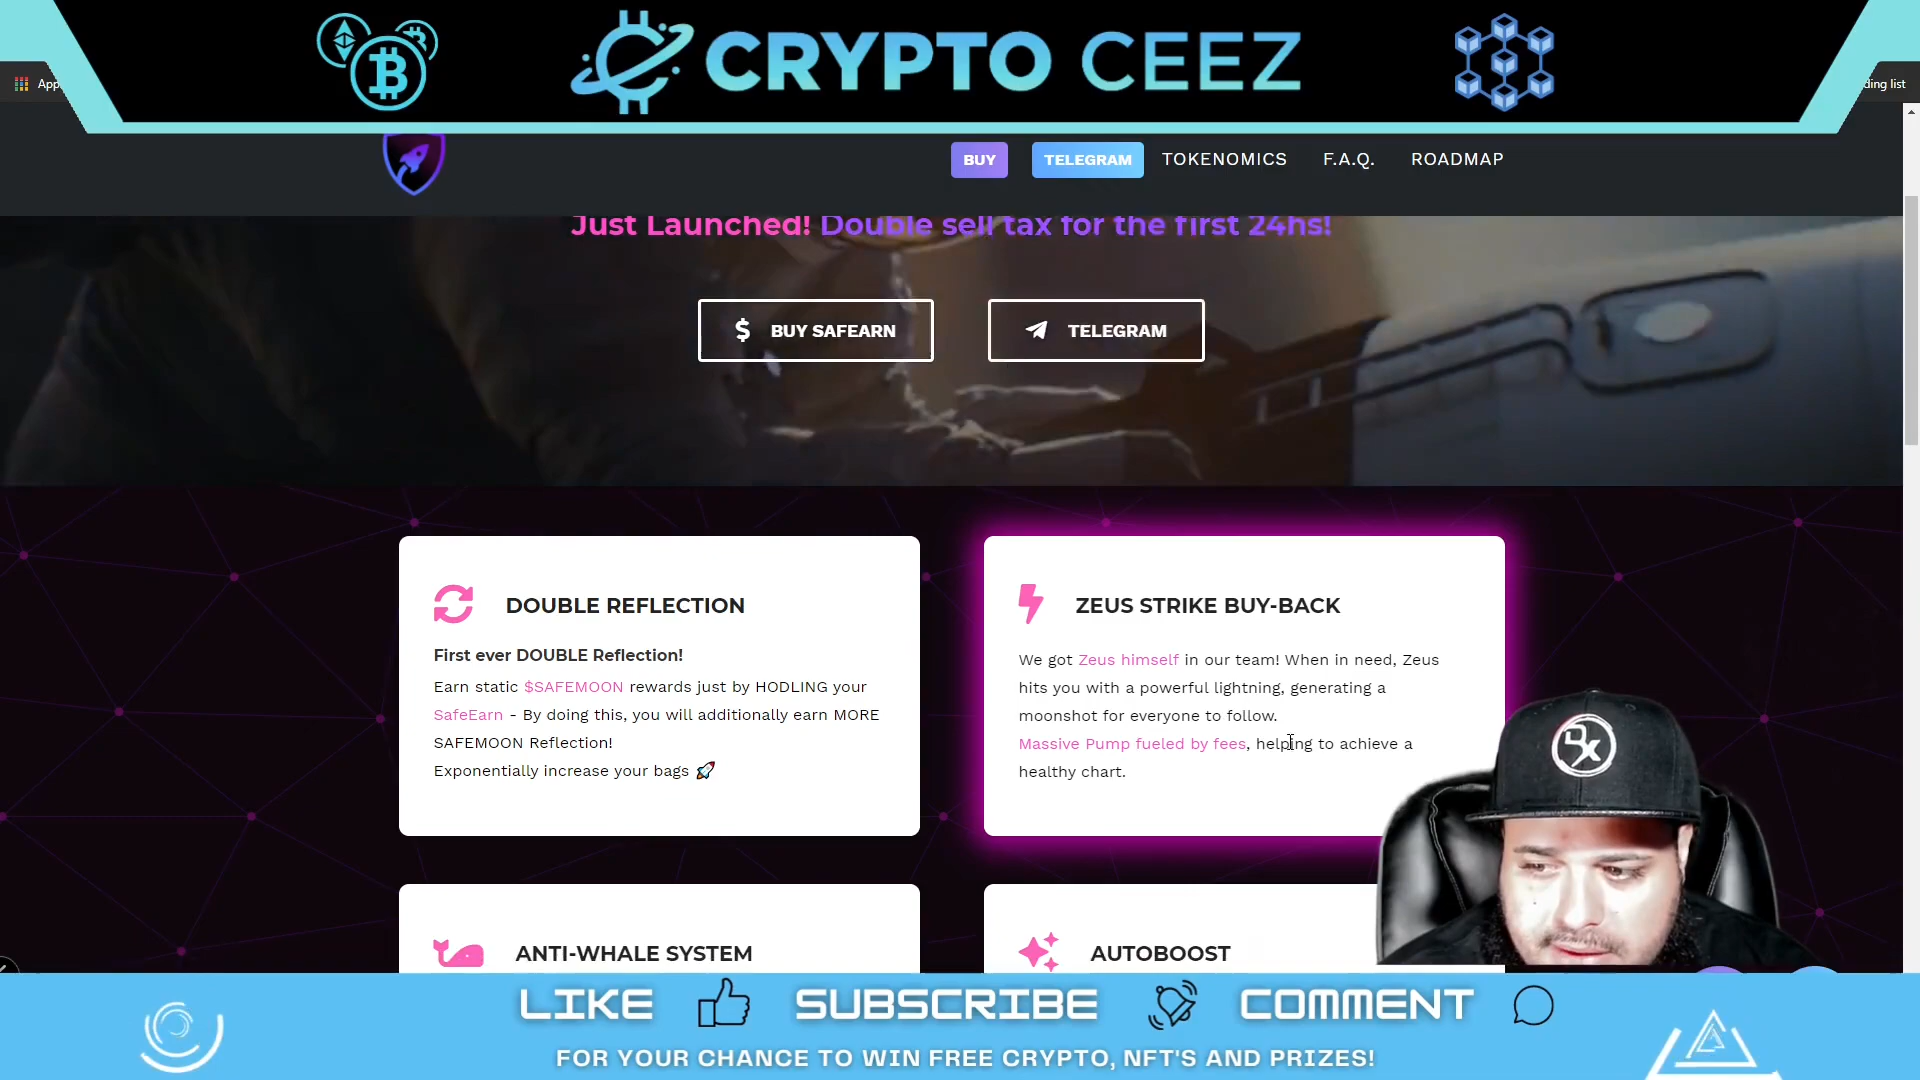 CRYPTO CEEZ
App
ding list
BUY
TELEGRAM
TOKENOMICS
F.A.Q.
ROADMAP
Just Launched! Double sell tax for the first 24hs!
BUY SAFEARN
TELEGRAM
DOUBLE REFLECTION
First ever DOUBLE Reflection!
Earn static $SAFEMOON rewards just by HODLING your
SafeEarn - By doing this, you will additionally earn MORE
SAFEMOON Reflection!
Exponentially increase your bags 🚀
ZEUS STRIKE BUY-BACK
We got Zeus himself in our team! When in need, Zeus
hits you with a powerful lightning, generating a
moonshot for everyone to follow.
Massive Pump fueled by fees, helping to achieve a
healthy chart.
ANTI-WHALE SYSTEM
AUTOBOOST
LIKE
SUBSCRIBE
COMMENT
FOR YOUR CHANCE TO WIN FREE CRYPTO, NFT'S AND PRIZES!